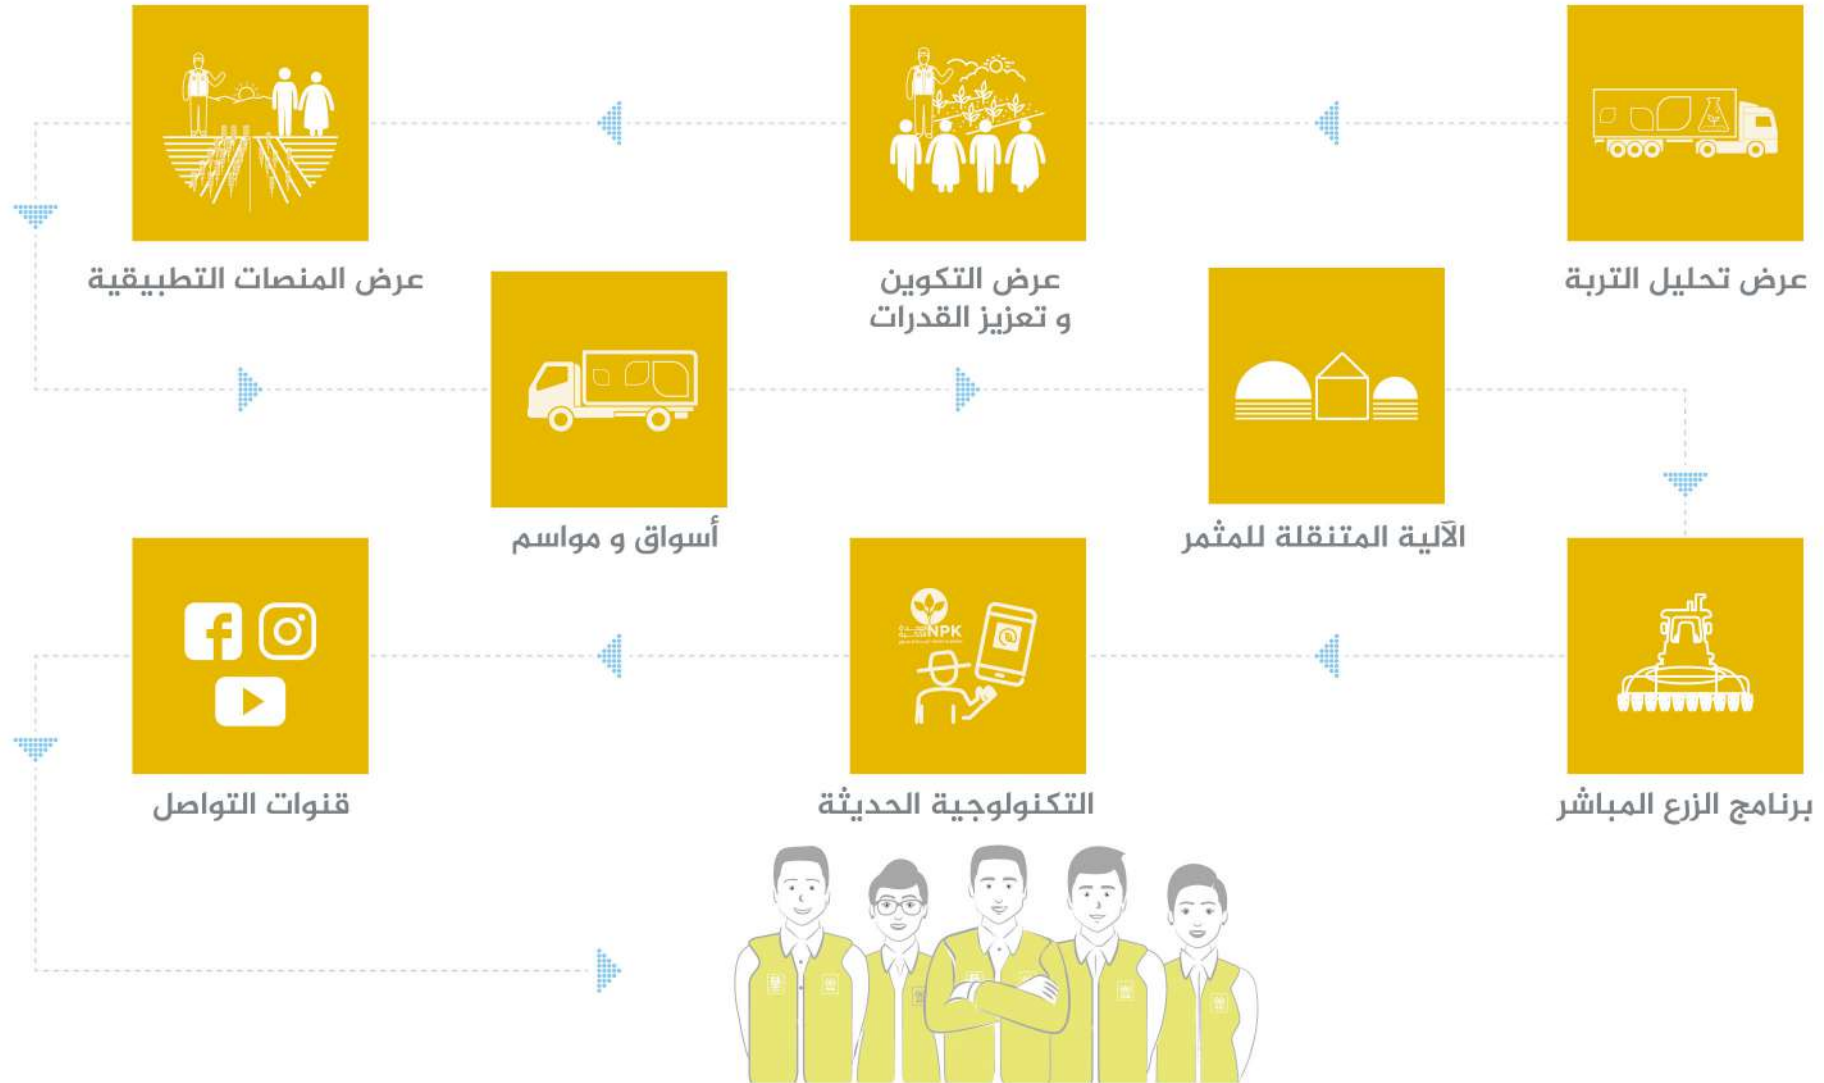 عرض تحليل التربة
عرض التكوين
و تعزيز القدرات
عرض المنصات التطبيقية
أسواق و مواسم
الآلية المتنقلة للمثمر
برنامج الزرع المباشر
NPK
التكنولوجية الحديثة
قنوات التواصل